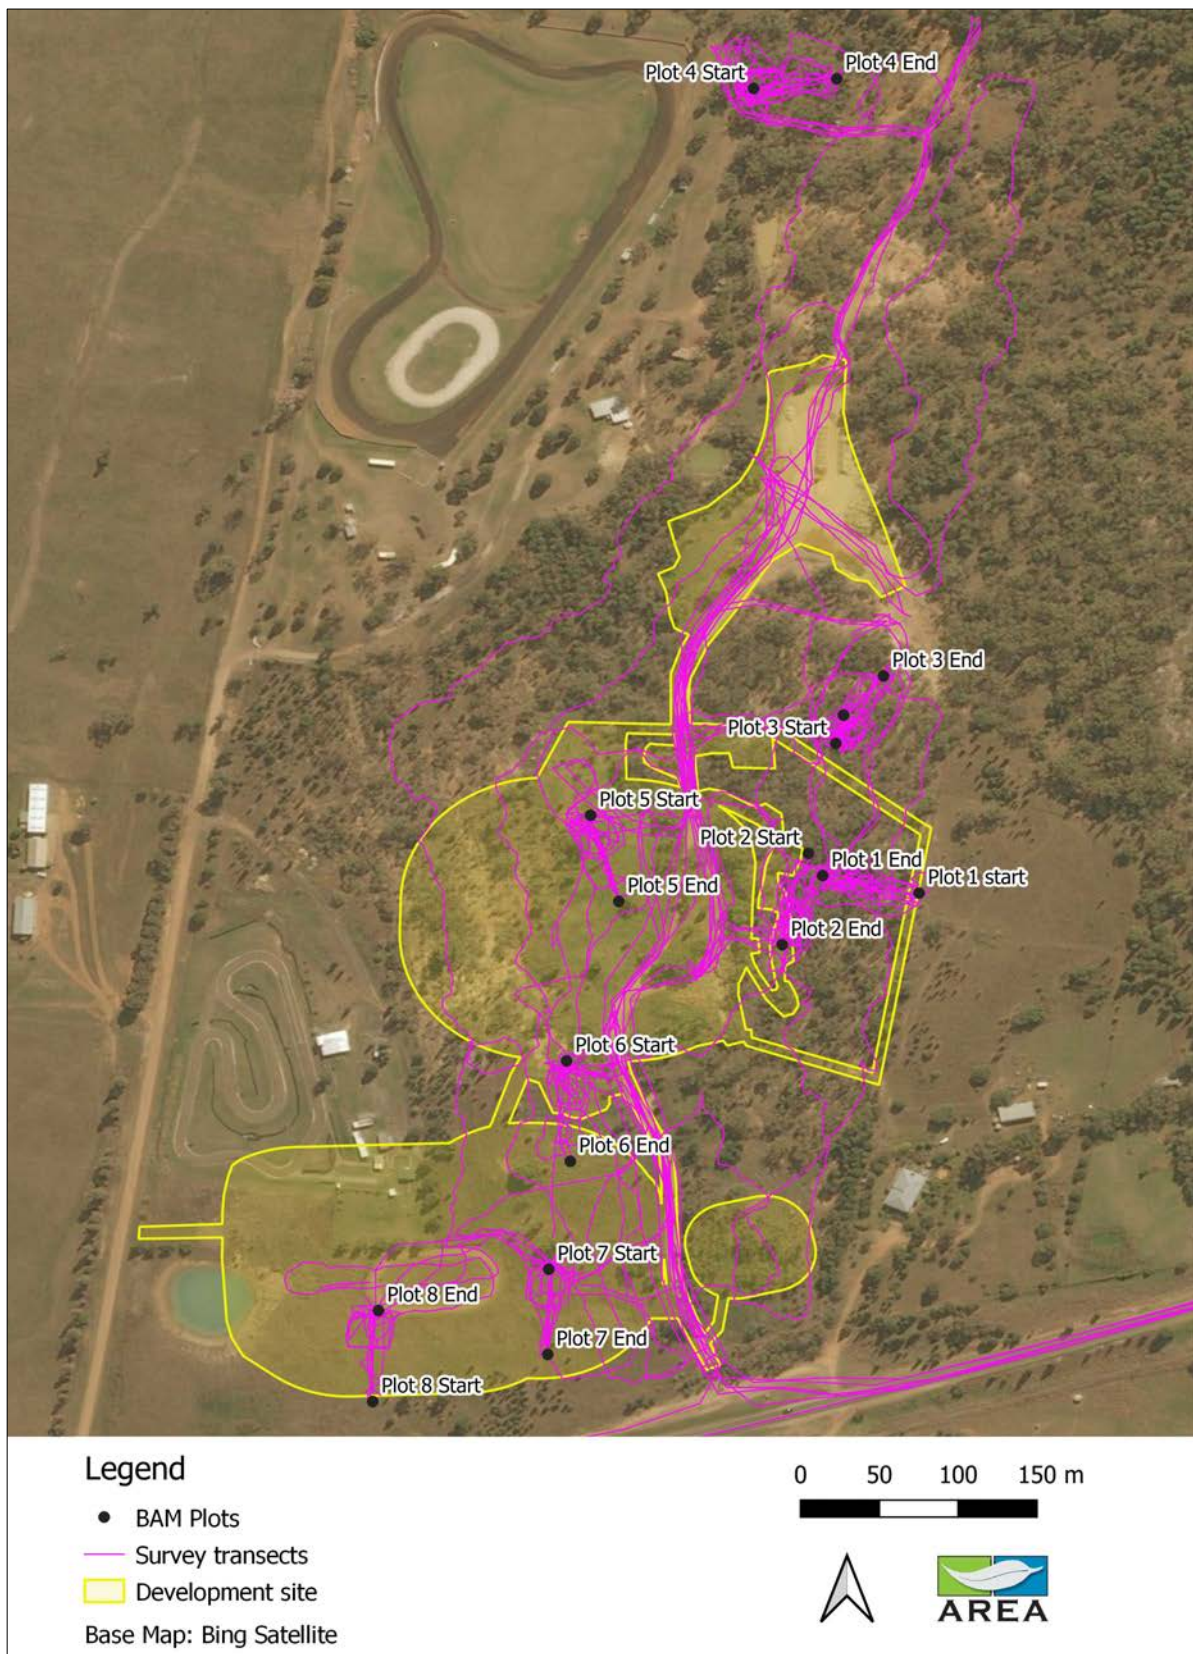 Plot 4 End
Plot 4 Start
Plot 3 End
Plot 3 Start
Plot 5 Start
Plot 2 Start
Plot 1 End
Plot 5 End
Plot 1 start
Plot 2 End
Plot 6 Start
Plot 6 End
Plot 7 Start
Plot 8 End
Plot 7 End
Plot 8 Start
Legend
BAM Plots
Survey transects
Development site
Base Map: Bing Satellite
0 50 100 150 m
AREA